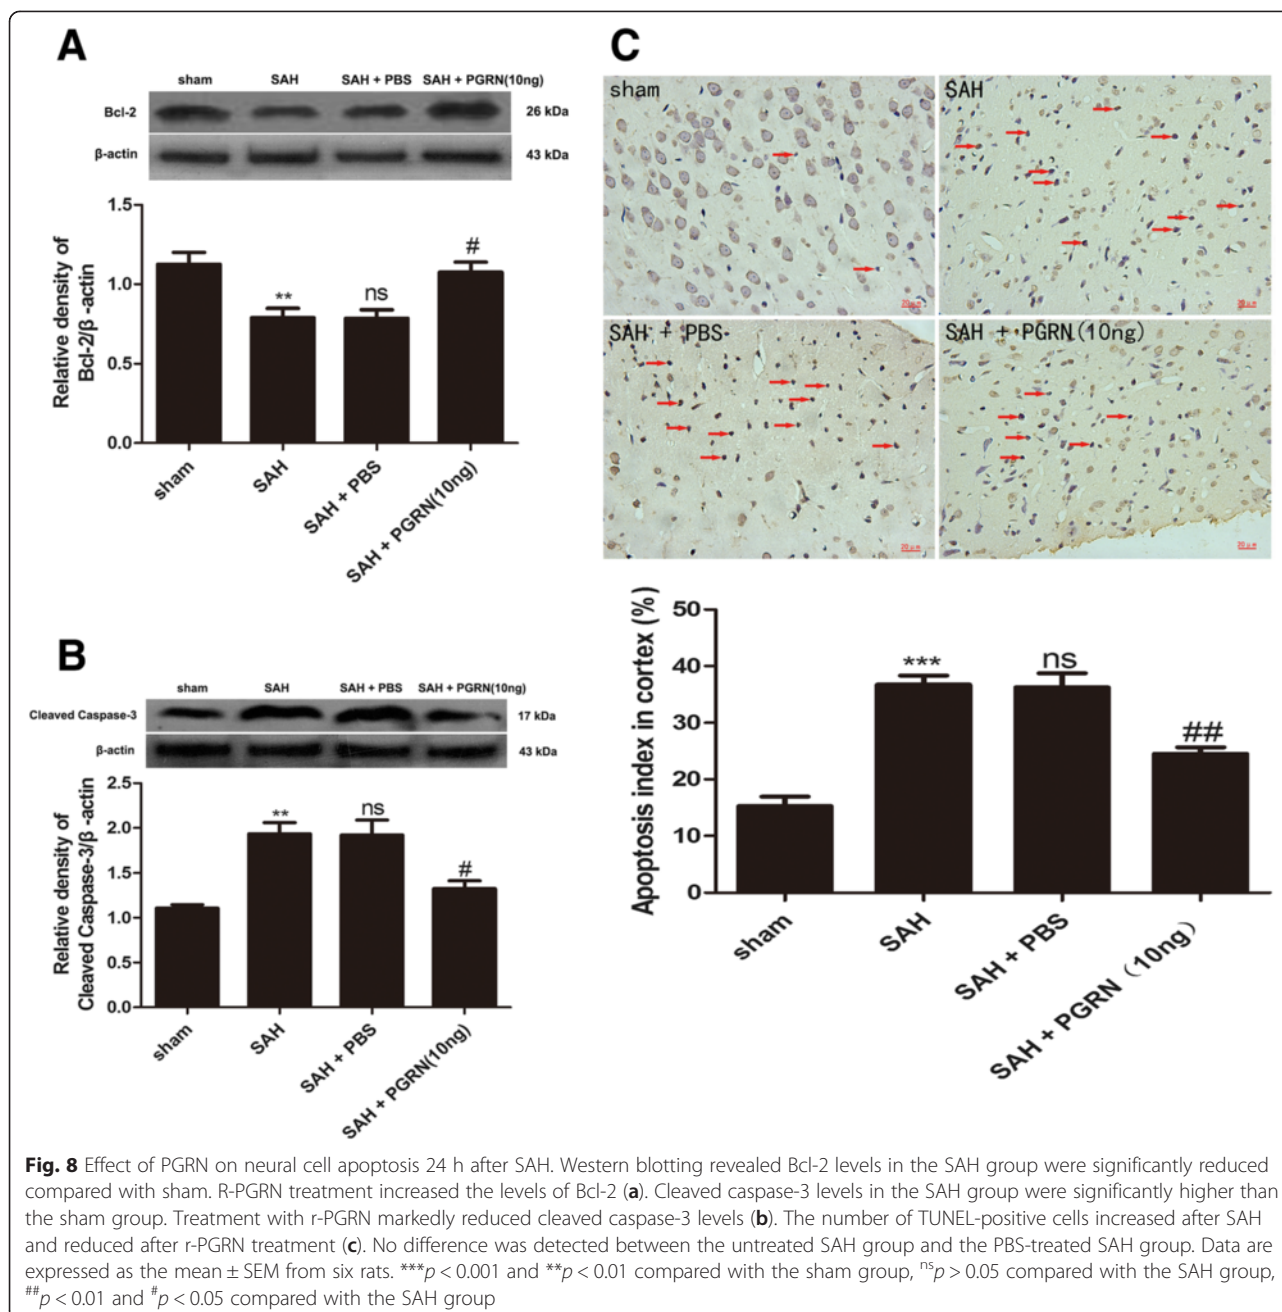 A
sham SAH SAH + PBS SAH + PGRN(10ng)
Bcl-2 26 kDa
β-actin 43 kDa
Relative density of
Bcl-2/β -actin
1.5
1.0
0.5
0.0
** ns #
sham SAH SAH + PBS SAH + PGRN(10ng)
B
sham SAH SAH + PBS SAH + PGRN(10ng)
Cleaved Caspase-3 17 kDa
β-actin 43 kDa
Relative density of
Cleaved Caspase-3/β -actin
2.5
2.0
1.5
1.0
0.5
0.0
** ns #
sham SAH SAH + PBS SAH + PGRN(10ng)
C
sham SAH
20μm 20μm
SAH + PBS SAH + PGRN(10ng)
20μm 20μm
Apoptosis index in cortex (%)
50
40
30
20
10
0
*** ns ##
sham SAH SAH + PBS SAH + PGRN（10ng）
Fig. 8 Effect of PGRN on neural cell apoptosis 24 h after SAH. Western blotting revealed Bcl-2 levels in the SAH group were significantly reduced
compared with sham. R-PGRN treatment increased the levels of Bcl-2 (a). Cleaved caspase-3 levels in the SAH group were significantly higher than
the sham group. Treatment with r-PGRN markedly reduced cleaved caspase-3 levels (b). The number of TUNEL-positive cells increased after SAH
and reduced after r-PGRN treatment (c). No difference was detected between the untreated SAH group and the PBS-treated SAH group. Data are
expressed as the mean ± SEM from six rats. ***p < 0.001 and **p < 0.01 compared with the sham group, nsp > 0.05 compared with the SAH group,
##p < 0.01 and #p < 0.05 compared with the SAH group